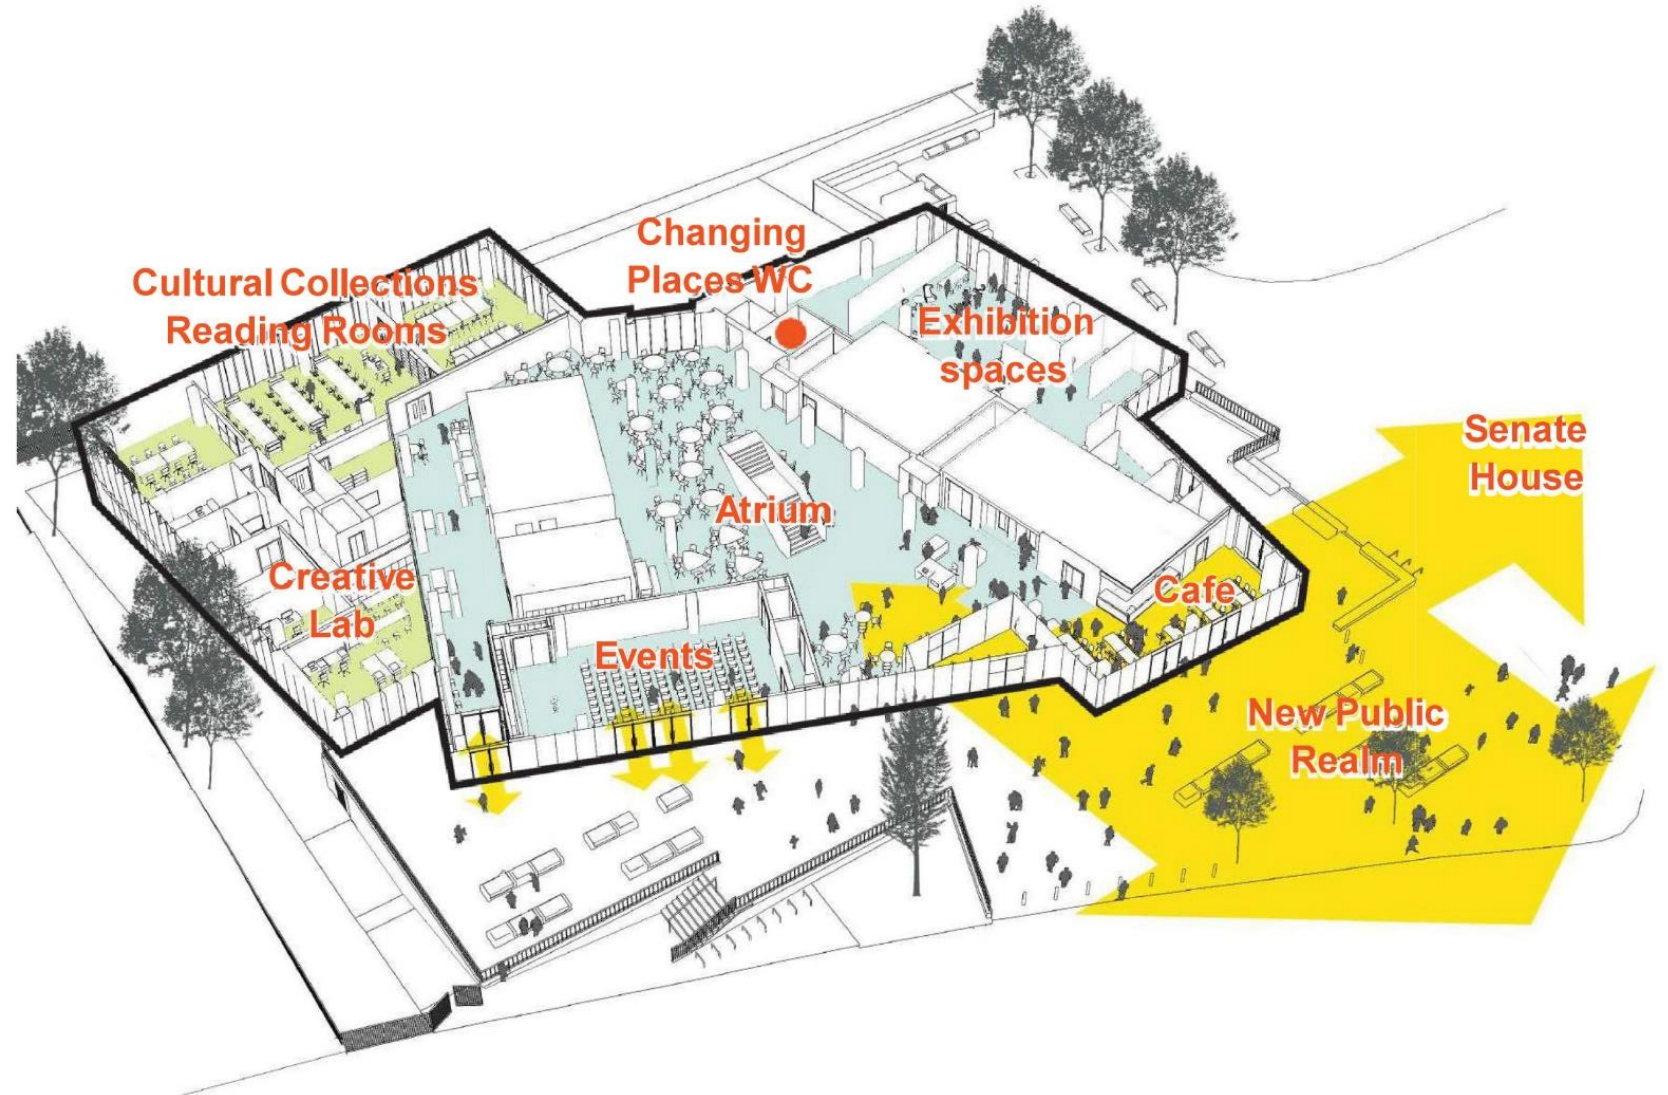 Changing
Places WC
Cultural Collections
Reading Rooms
Exhibition
spaces
Senate
House
Atrium
Creative
Lab
Cafe
Events
New Public
Realm